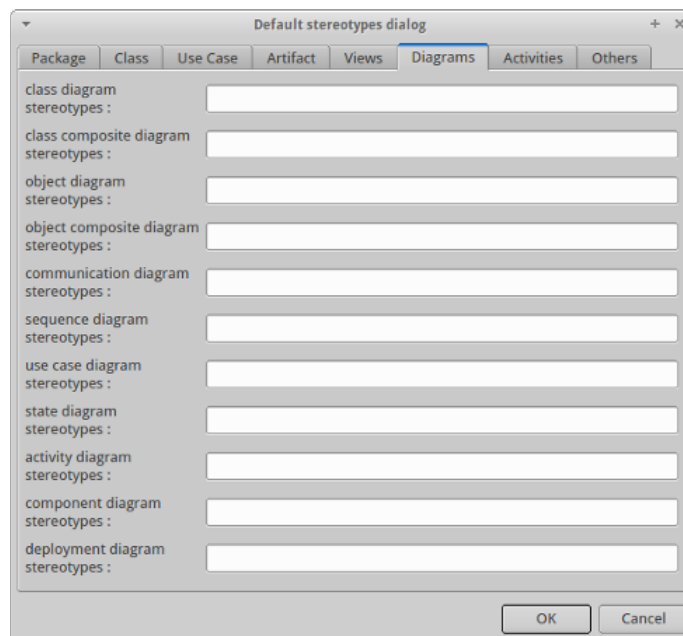 Default stereotypes dialog
Package Class Use Case Artifact Views Diagrams Activities Others
class diagram
stereotypes :
class composite diagram
stereotypes :
object diagram
stereotypes :
object composite diagram
stereotypes :
communication diagram
stereotypes :
sequence diagram
stereotypes :
use case diagram
stereotypes :
state diagram
stereotypes :
activity diagram
stereotypes :
component diagram
stereotypes :
deployment diagram
stereotypes :
OK Cancel